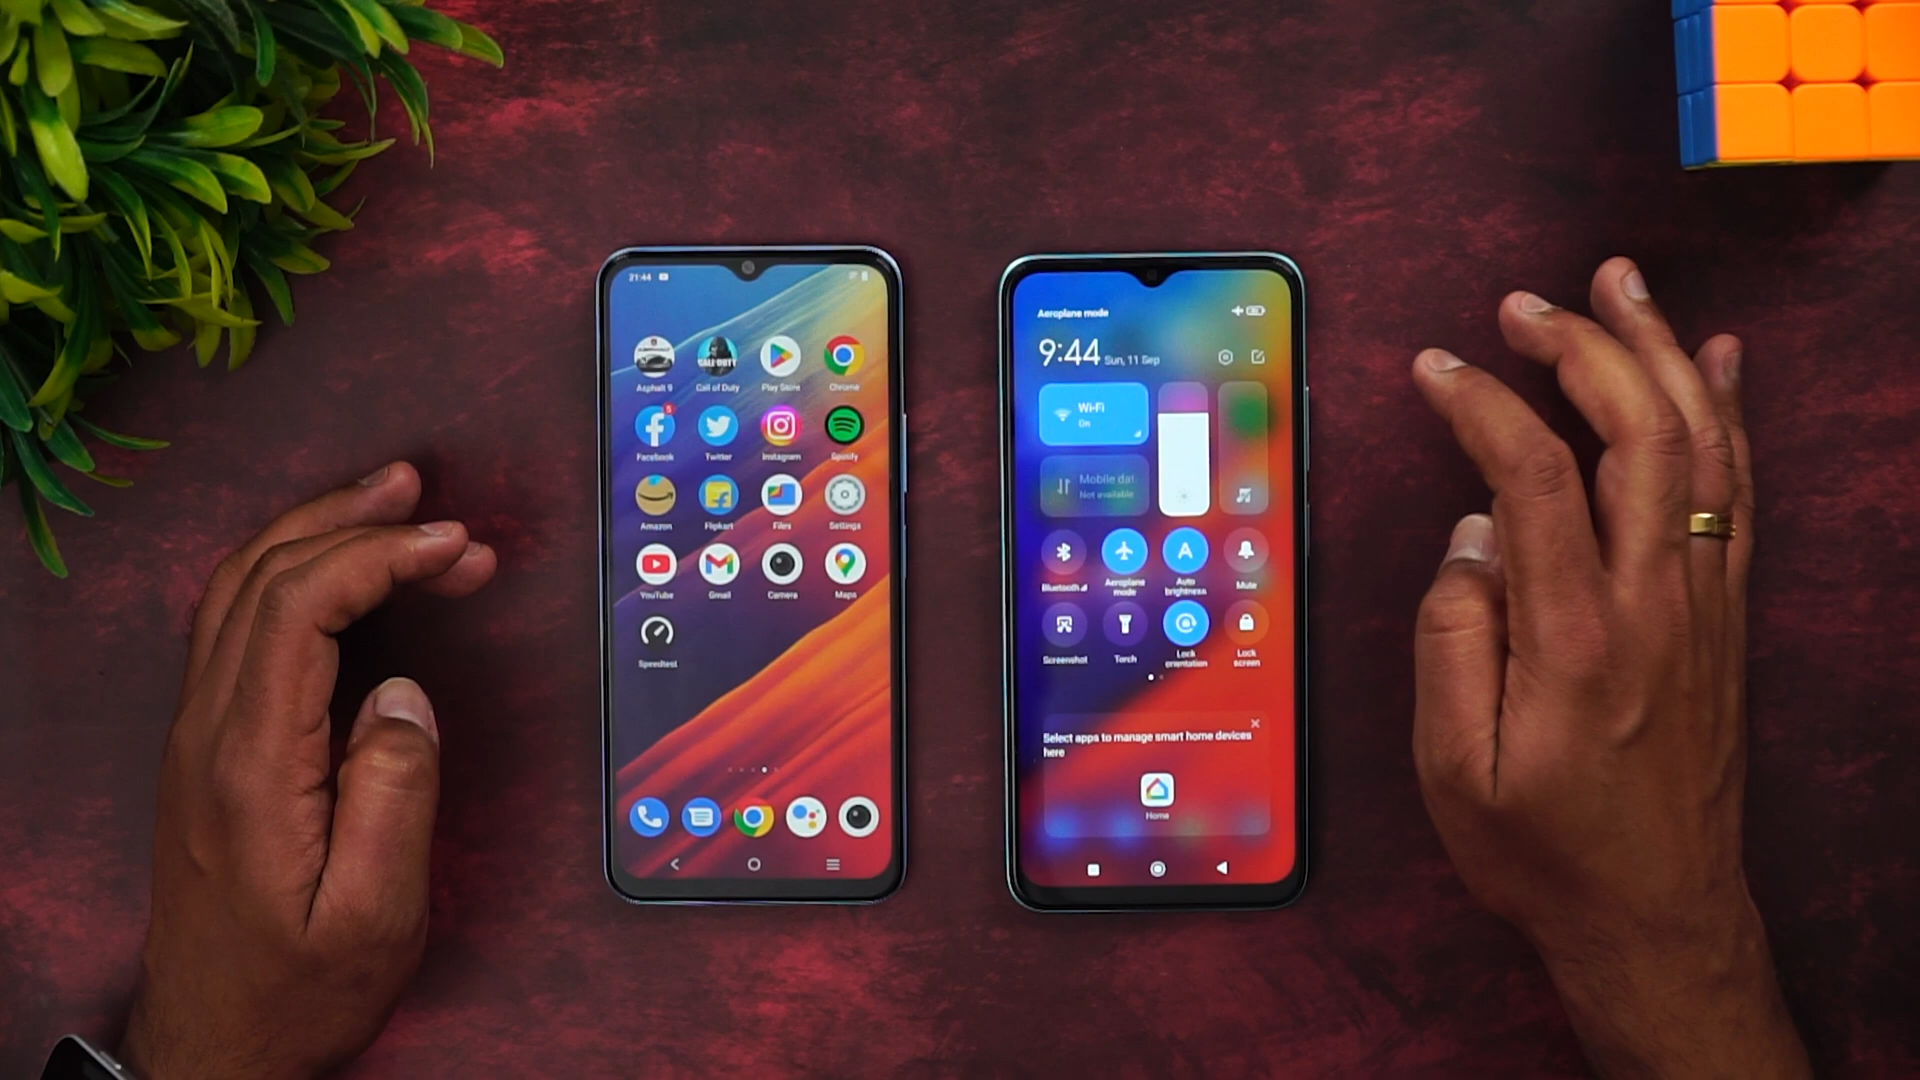 21:44
Asphalt 9
Call of Duty
Play Store
Chrome
Facebook
Twitter
Instagram
Spotify
Amazon
Flipkart
Files
Settings
YouTube
Gmail
Camera
Maps
Speedtest
Aeroplane mode
9:44 Sun, 11 Sep
Wi-Fi
On
Mobile dat
Not available
Bluetooth
Aeroplane
mode
Auto
brightness
Mute
Screenshot
Torch
Lock
orientation
Lock
screen
Select apps to manage smart home devices
here
Home